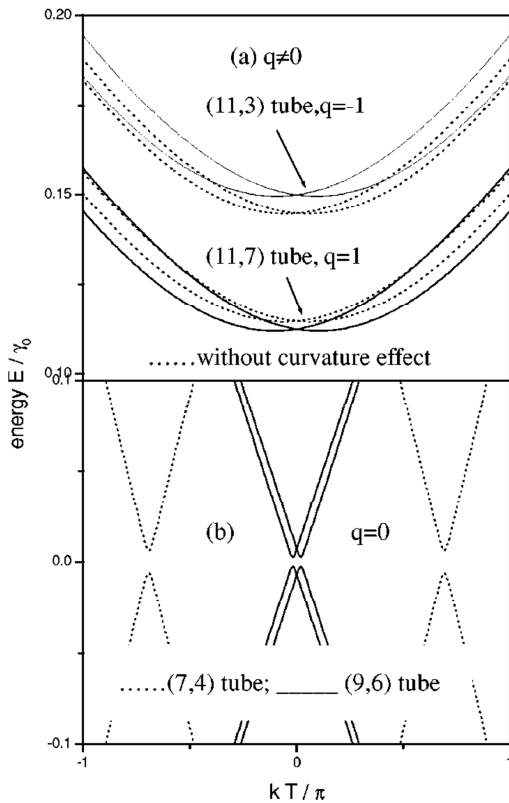 0.20
(a) q≠0
(11,3) tube,q=-1
0.15
(11,7) tube, q=1
......without curvature effect
0.10
energy E / γ₀
0.1
(b) q=0
0.0
......(7,4) tube; _____ (9,6) tube
-0.1
-1 0 1
k T / π